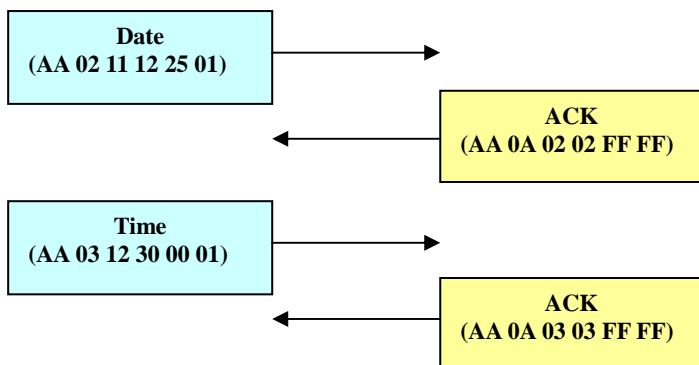 Date
(AA 02 11 12 25 01)
ACK
(AA 0A 02 02 FF FF)
Time
(AA 03 12 30 00 01)
ACK
(AA 0A 03 03 FF FF)